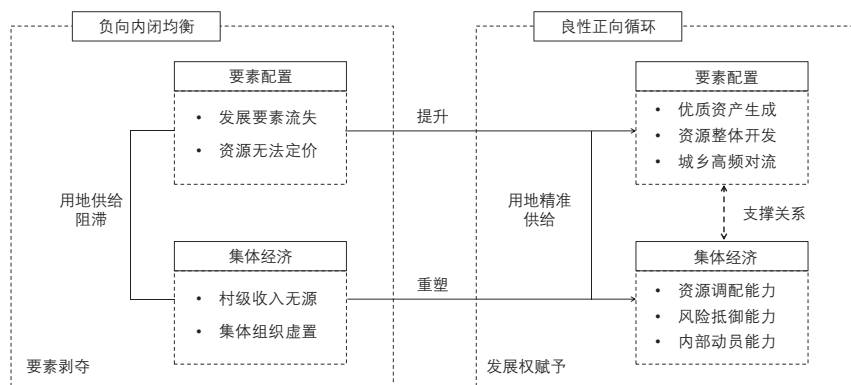 负向内闭均衡
良性正向循环
要素配置
• 发展要素流失
• 资源无法定价
提升
要素配置
• 优质资产生成
• 资源整体开发
• 城乡高频对流
用地供给
阻滞
用地精准
供给
支撑关系
集体经济
• 村级收入无源
• 集体组织虚置
重塑
集体经济
• 资源调配能力
• 风险抵御能力
• 内部动员能力
要素剥夺
发展权赋予